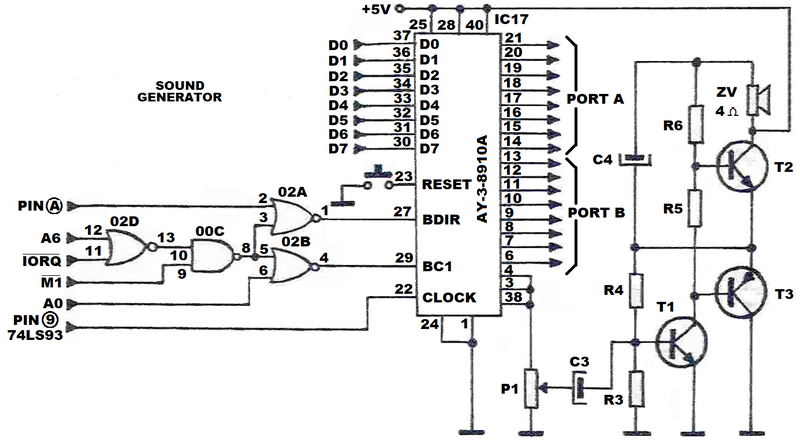 +5V
IC17
25 28 40
SOUND
GENERATOR
D0 37 D0 21
D1 36 D1 20
D2 35 D2 19
D3 34 D3 18
D4 33 D4 17
D5 32 D5 16
D6 31 D6 15
D7 30 D7 14
PORT A
13
12
11
10
9
8
7
6
PORT B
AY-3-8910A
23 RESET
PIN A 2 02A 1 27 BDIR
3
A6 12 02D 13 00C 8 02B
IORQ 11 10 5 4 29 BC1
M1 9 6
A0
22 CLOCK
PIN 9
74LS93
24 1
4
3
38
P1
C3
R3
R4
T1
T3
C4
R5
R6
T2
ZV
4Ω